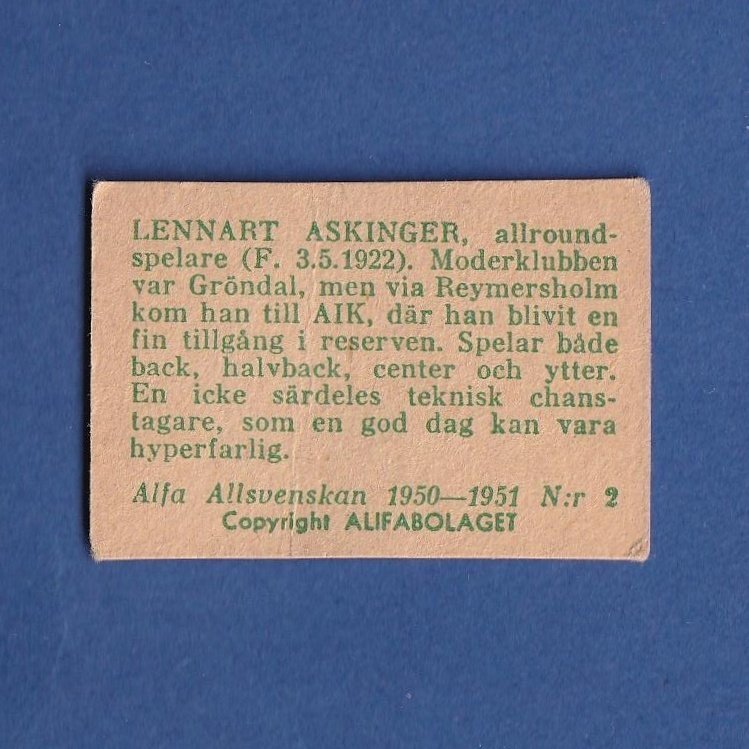 LENNART ASKINGER, allround-
spelare (F. 3.5.1922). Moderklubben
var Gröndal, men via Reymersholm
kom han till AIK, där han blivit en
fin tillgång i reserven. Spelar både
back, halvback, center och ytter.
En icke särdeles teknisk chans-
tagare, som en god dag kan vara
hyperfarlig.
Alfa Allsvenskan 1950—1951 N:r 2
Copyright ALIFABOLAGET